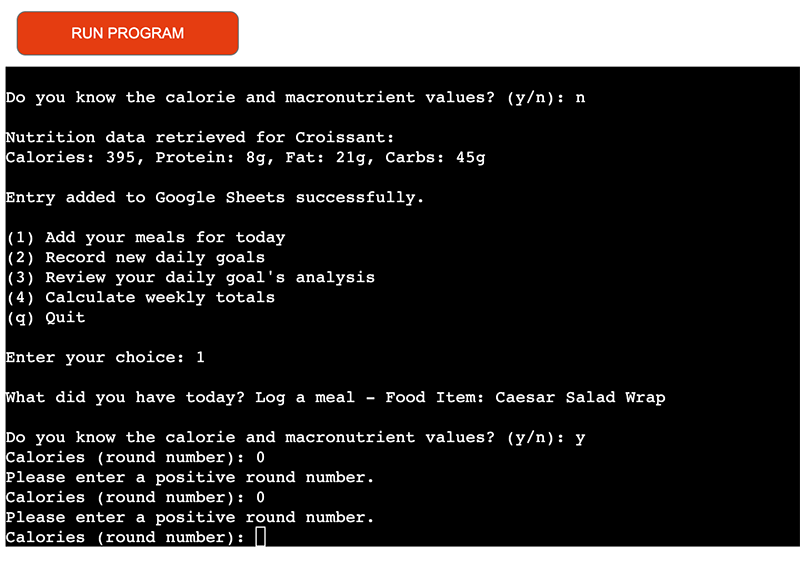 RUN PROGRAM
Do you know the calorie and macronutrient values? (y/n): n
Nutrition data retrieved for Croissant:
Calories: 395, Protein: 8g, Fat: 21g, Carbs: 45g
Entry added to Google Sheets successfully.
(1) Add your meals for today
(2) Record new daily goals
(3) Review your daily goal's analysis
(4) Calculate weekly totals
(q) Quit
Enter your choice: 1
What did you have today? Log a meal - Food Item: Caesar Salad Wrap
Do you know the calorie and macronutrient values? (y/n): y
Calories (round number): 0
Please enter a positive round number.
Calories (round number): 0
Please enter a positive round number.
Calories (round number):